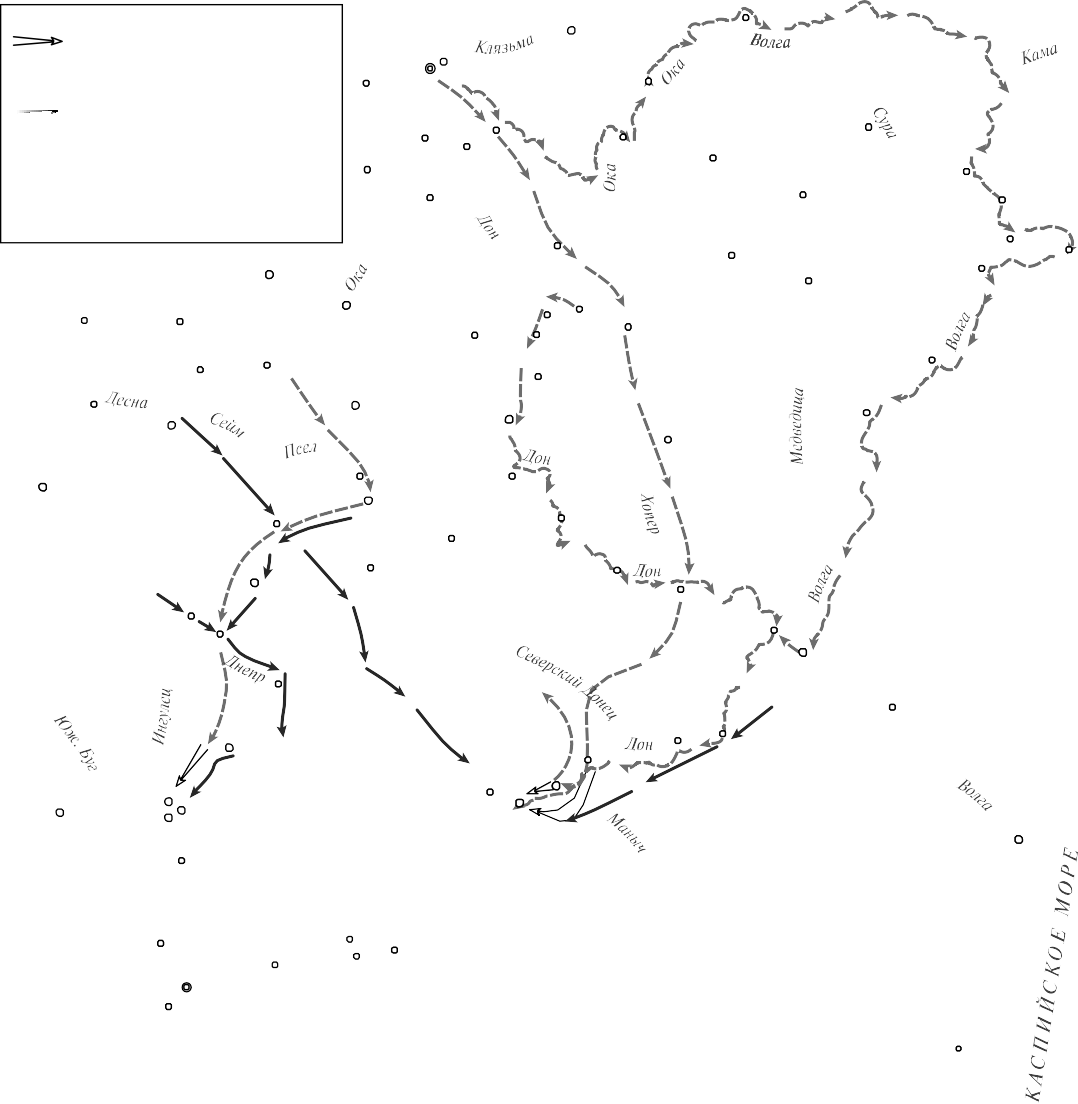 Клязьма
Волга
Кама
Ока
Сура
Ока
Дон
Ока
Волга
Десна
Сейм
Псел
Медведица
Дон
Хопер
Дон
Волга
Днепр
Северский Донец
Ингулец
Юж. Буг
Дон
Волга
Маныч
КАСПИЙСКОЕ МОРЕ